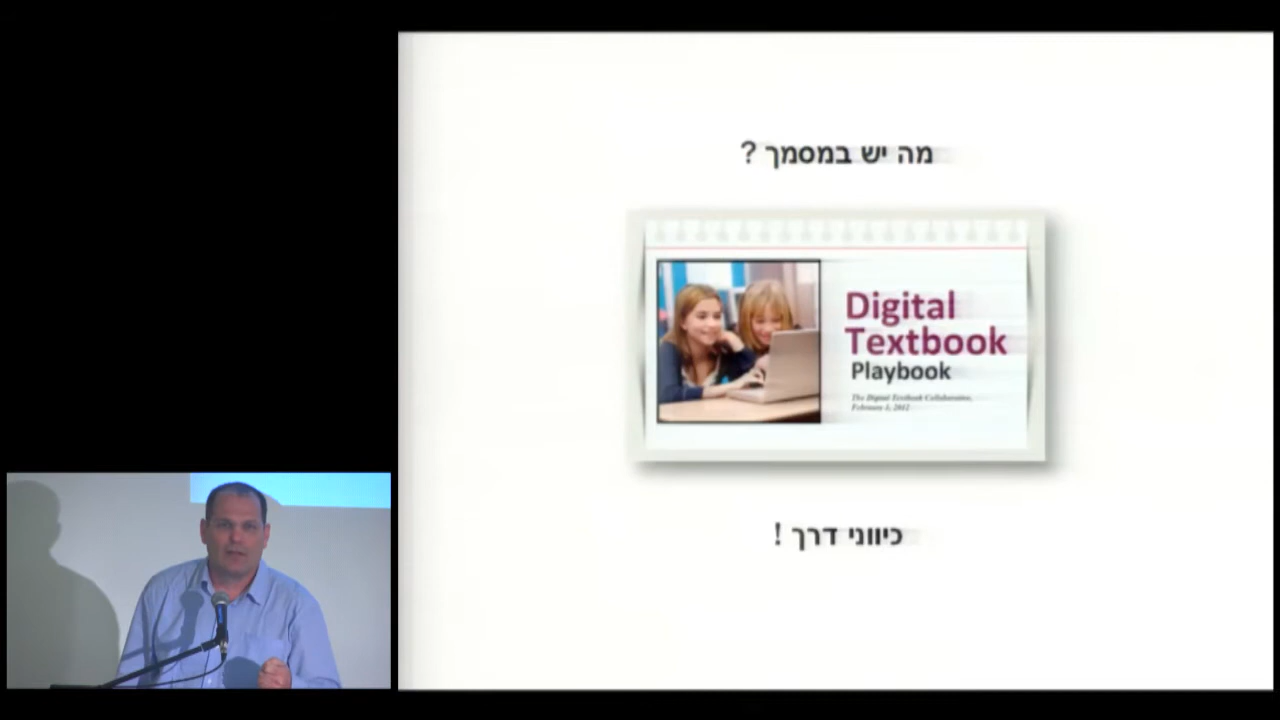 מה יש במסמך ?
Digital
Textbook
Playbook
The Digital Textbook Collaborative,
February 1, 2012
כיווני דרך !